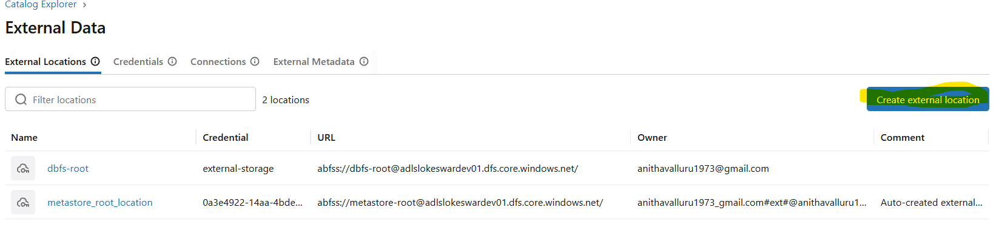 Catalog Explorer >
External Data
External Locations Credentials Connections External Metadata
Filter locations 2 locations Create external location
Name Credential URL Owner Comment
dbfs-root external-storage abfss://dbfs-root@adlslokeswardev01.dfs.core.windows.net/ anithavalluru1973@gmail.com
metastore_root_location 0a3e4922-14aa-4bde... abfss://metastore-root@adlslokeswardev01.dfs.core.windows.net/ anithavalluru1973_gmail.com#ext#@anithavalluru1... Auto-created external...